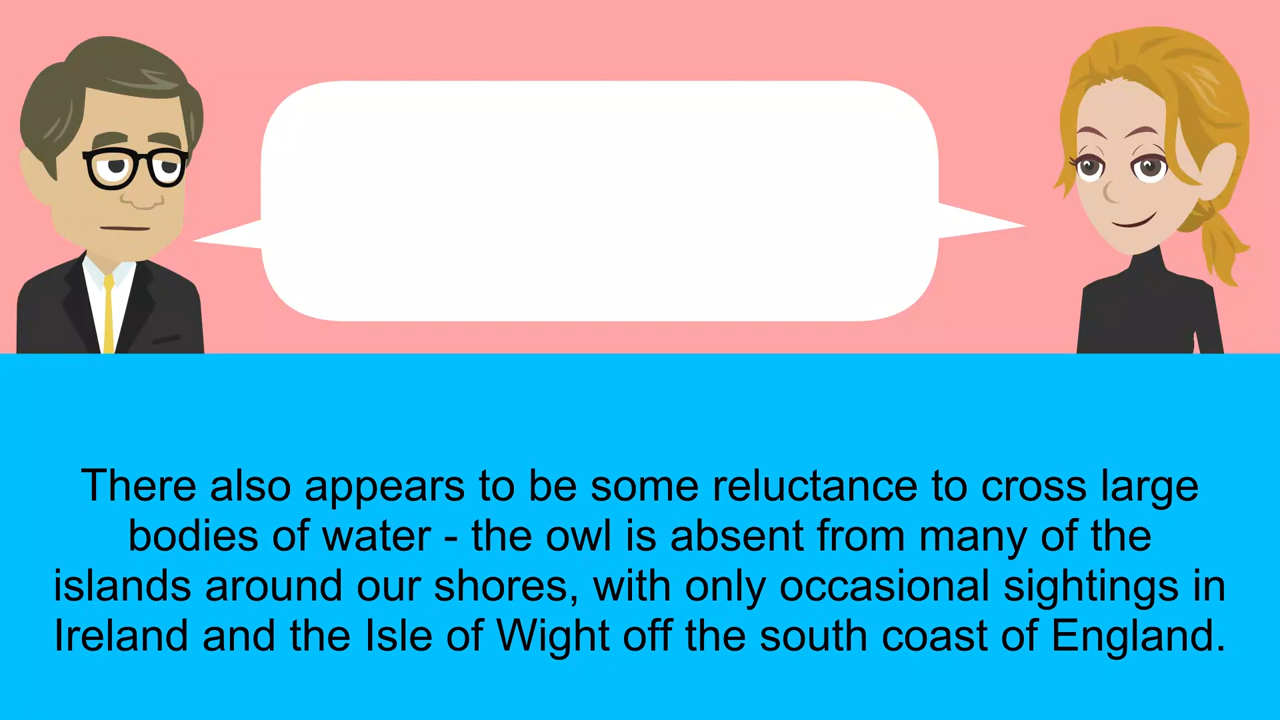 There also appears to be some reluctance to cross large
bodies of water - the owl is absent from many of the
islands around our shores, with only occasional sightings in
Ireland and the Isle of Wight off the south coast of England.